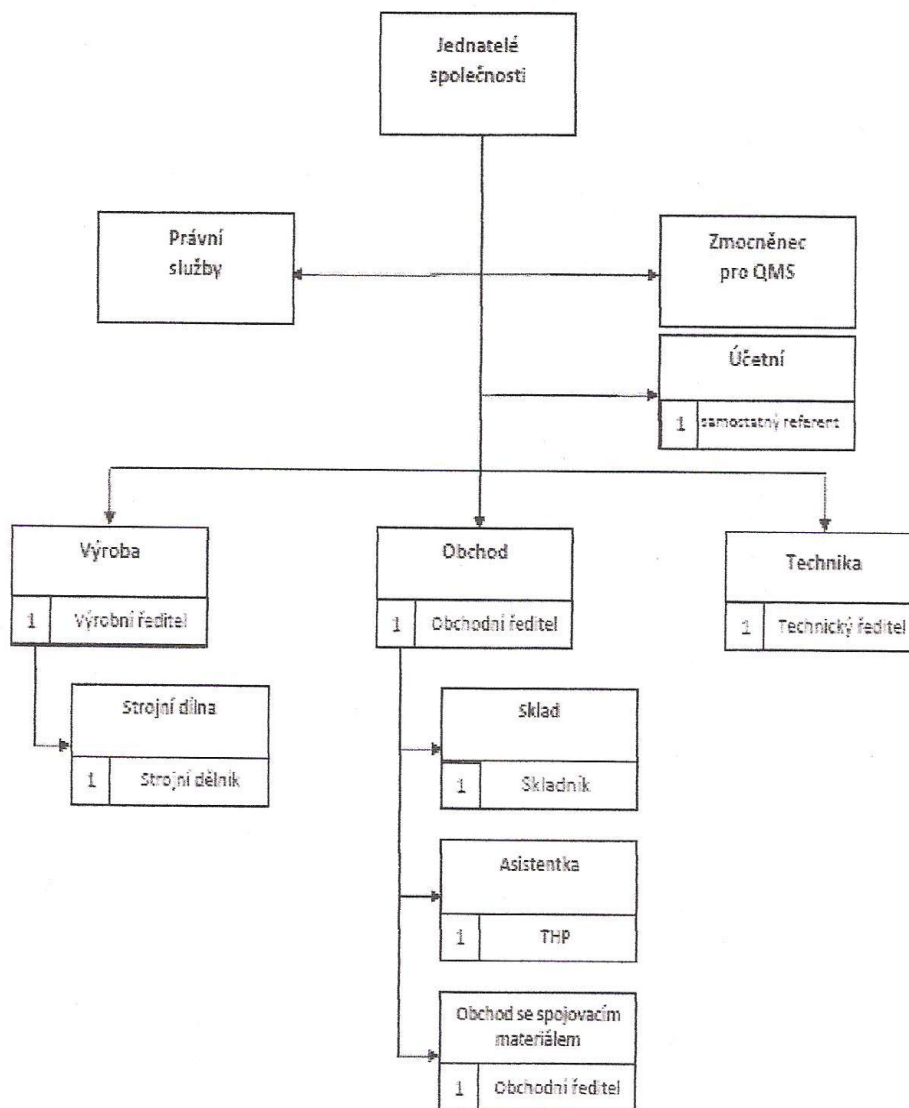 Jednatelé
společnosti
Právní
služby
Zmocněnec
pro QMS
Účetní
1 samostatný referent
Výroba
1 Výrobní ředitel
Obchod
1 Obchodní ředitel
Technika
1 Technický ředitel
Strojní dílna
1 Strojní dělník
Sklad
1 Skladník
Asistentka
1 THP
Obchod se spojovacím
materiálem
1 Obchodní ředitel